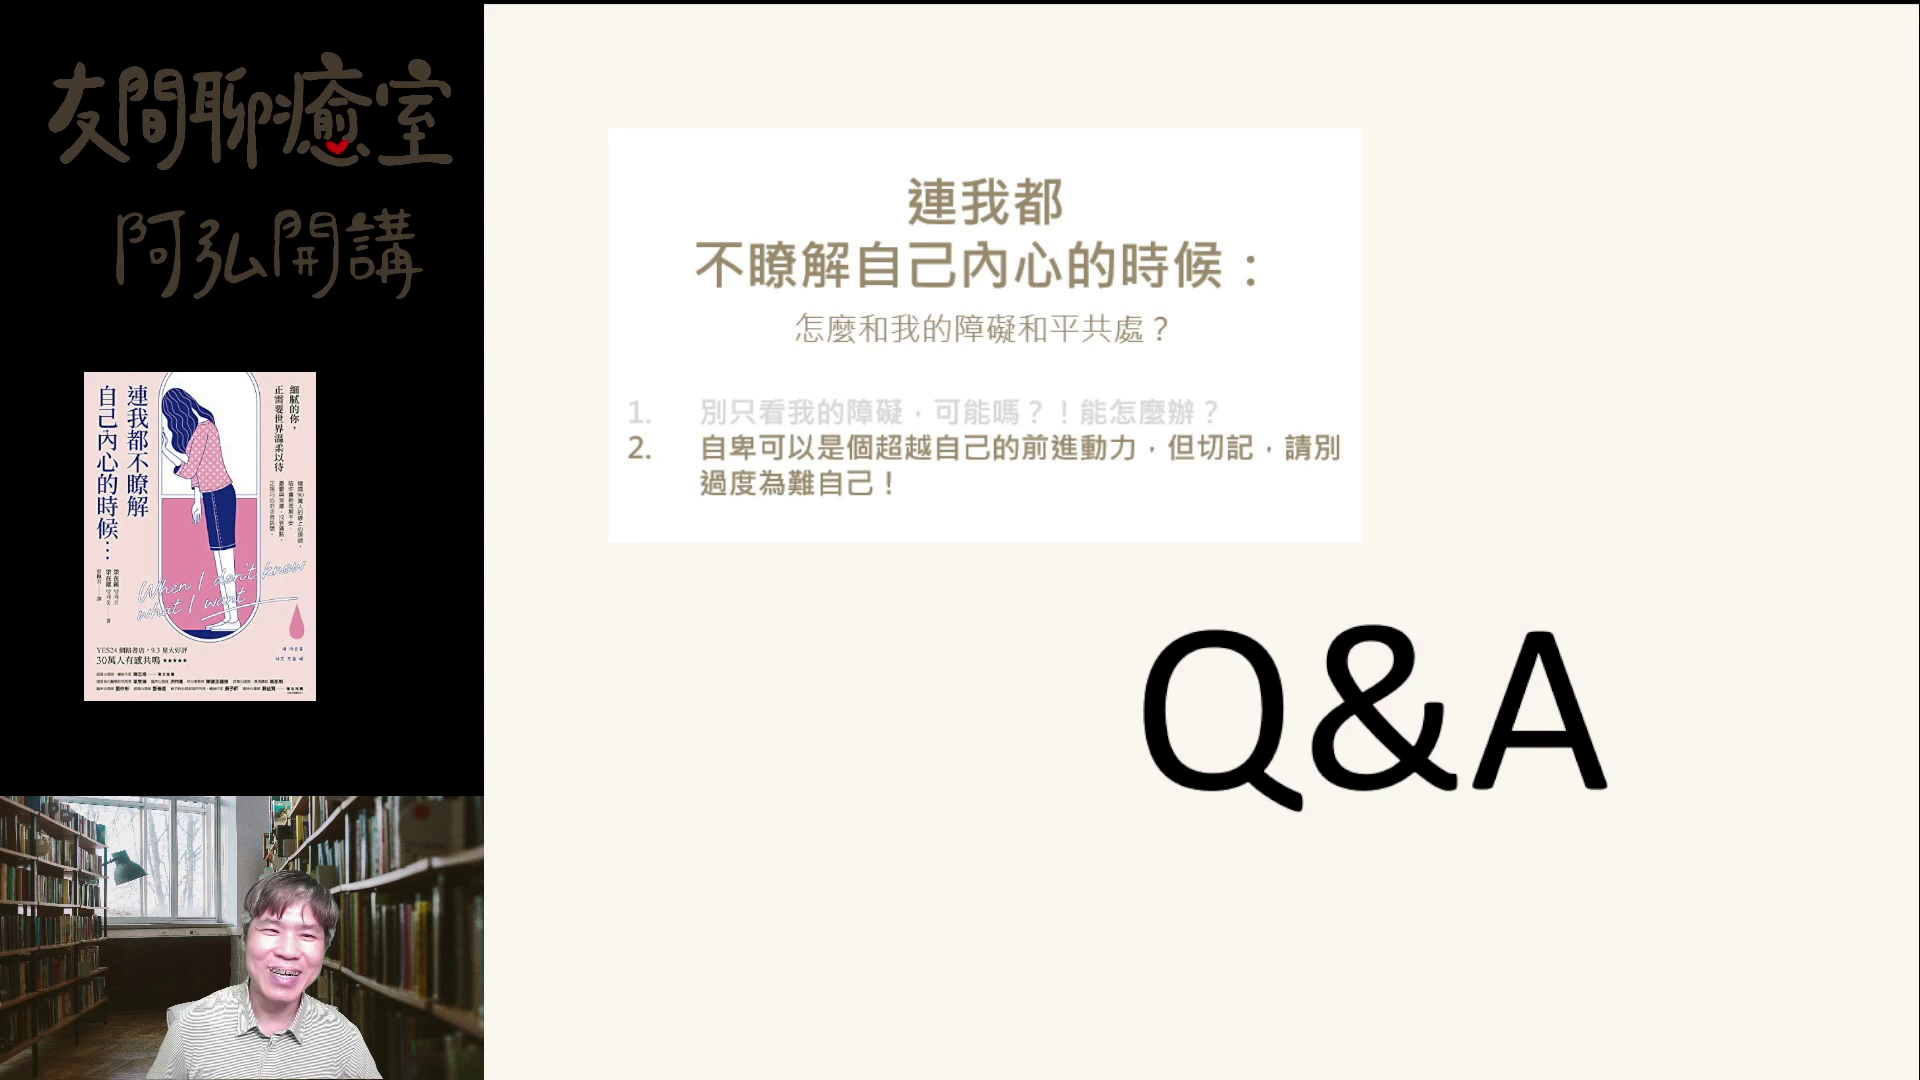 友間聊癒室
阿弘開講
連我都不瞭解
自己內心的時候…
細膩的你，
正需要世界溫柔以待
When I don't know
what I want
YES24 網路書店，9.3 星大好評
30萬人有感共鳴 ★★★★★
連我都
不瞭解自己內心的時候：
怎麼和我的障礙和平共處？
1. 別只看我的障礙，可能嗎？！能怎麼辦？
2. 自卑可以是個超越自己的前進動力，但切記，請別
過度為難自己！
Q&A